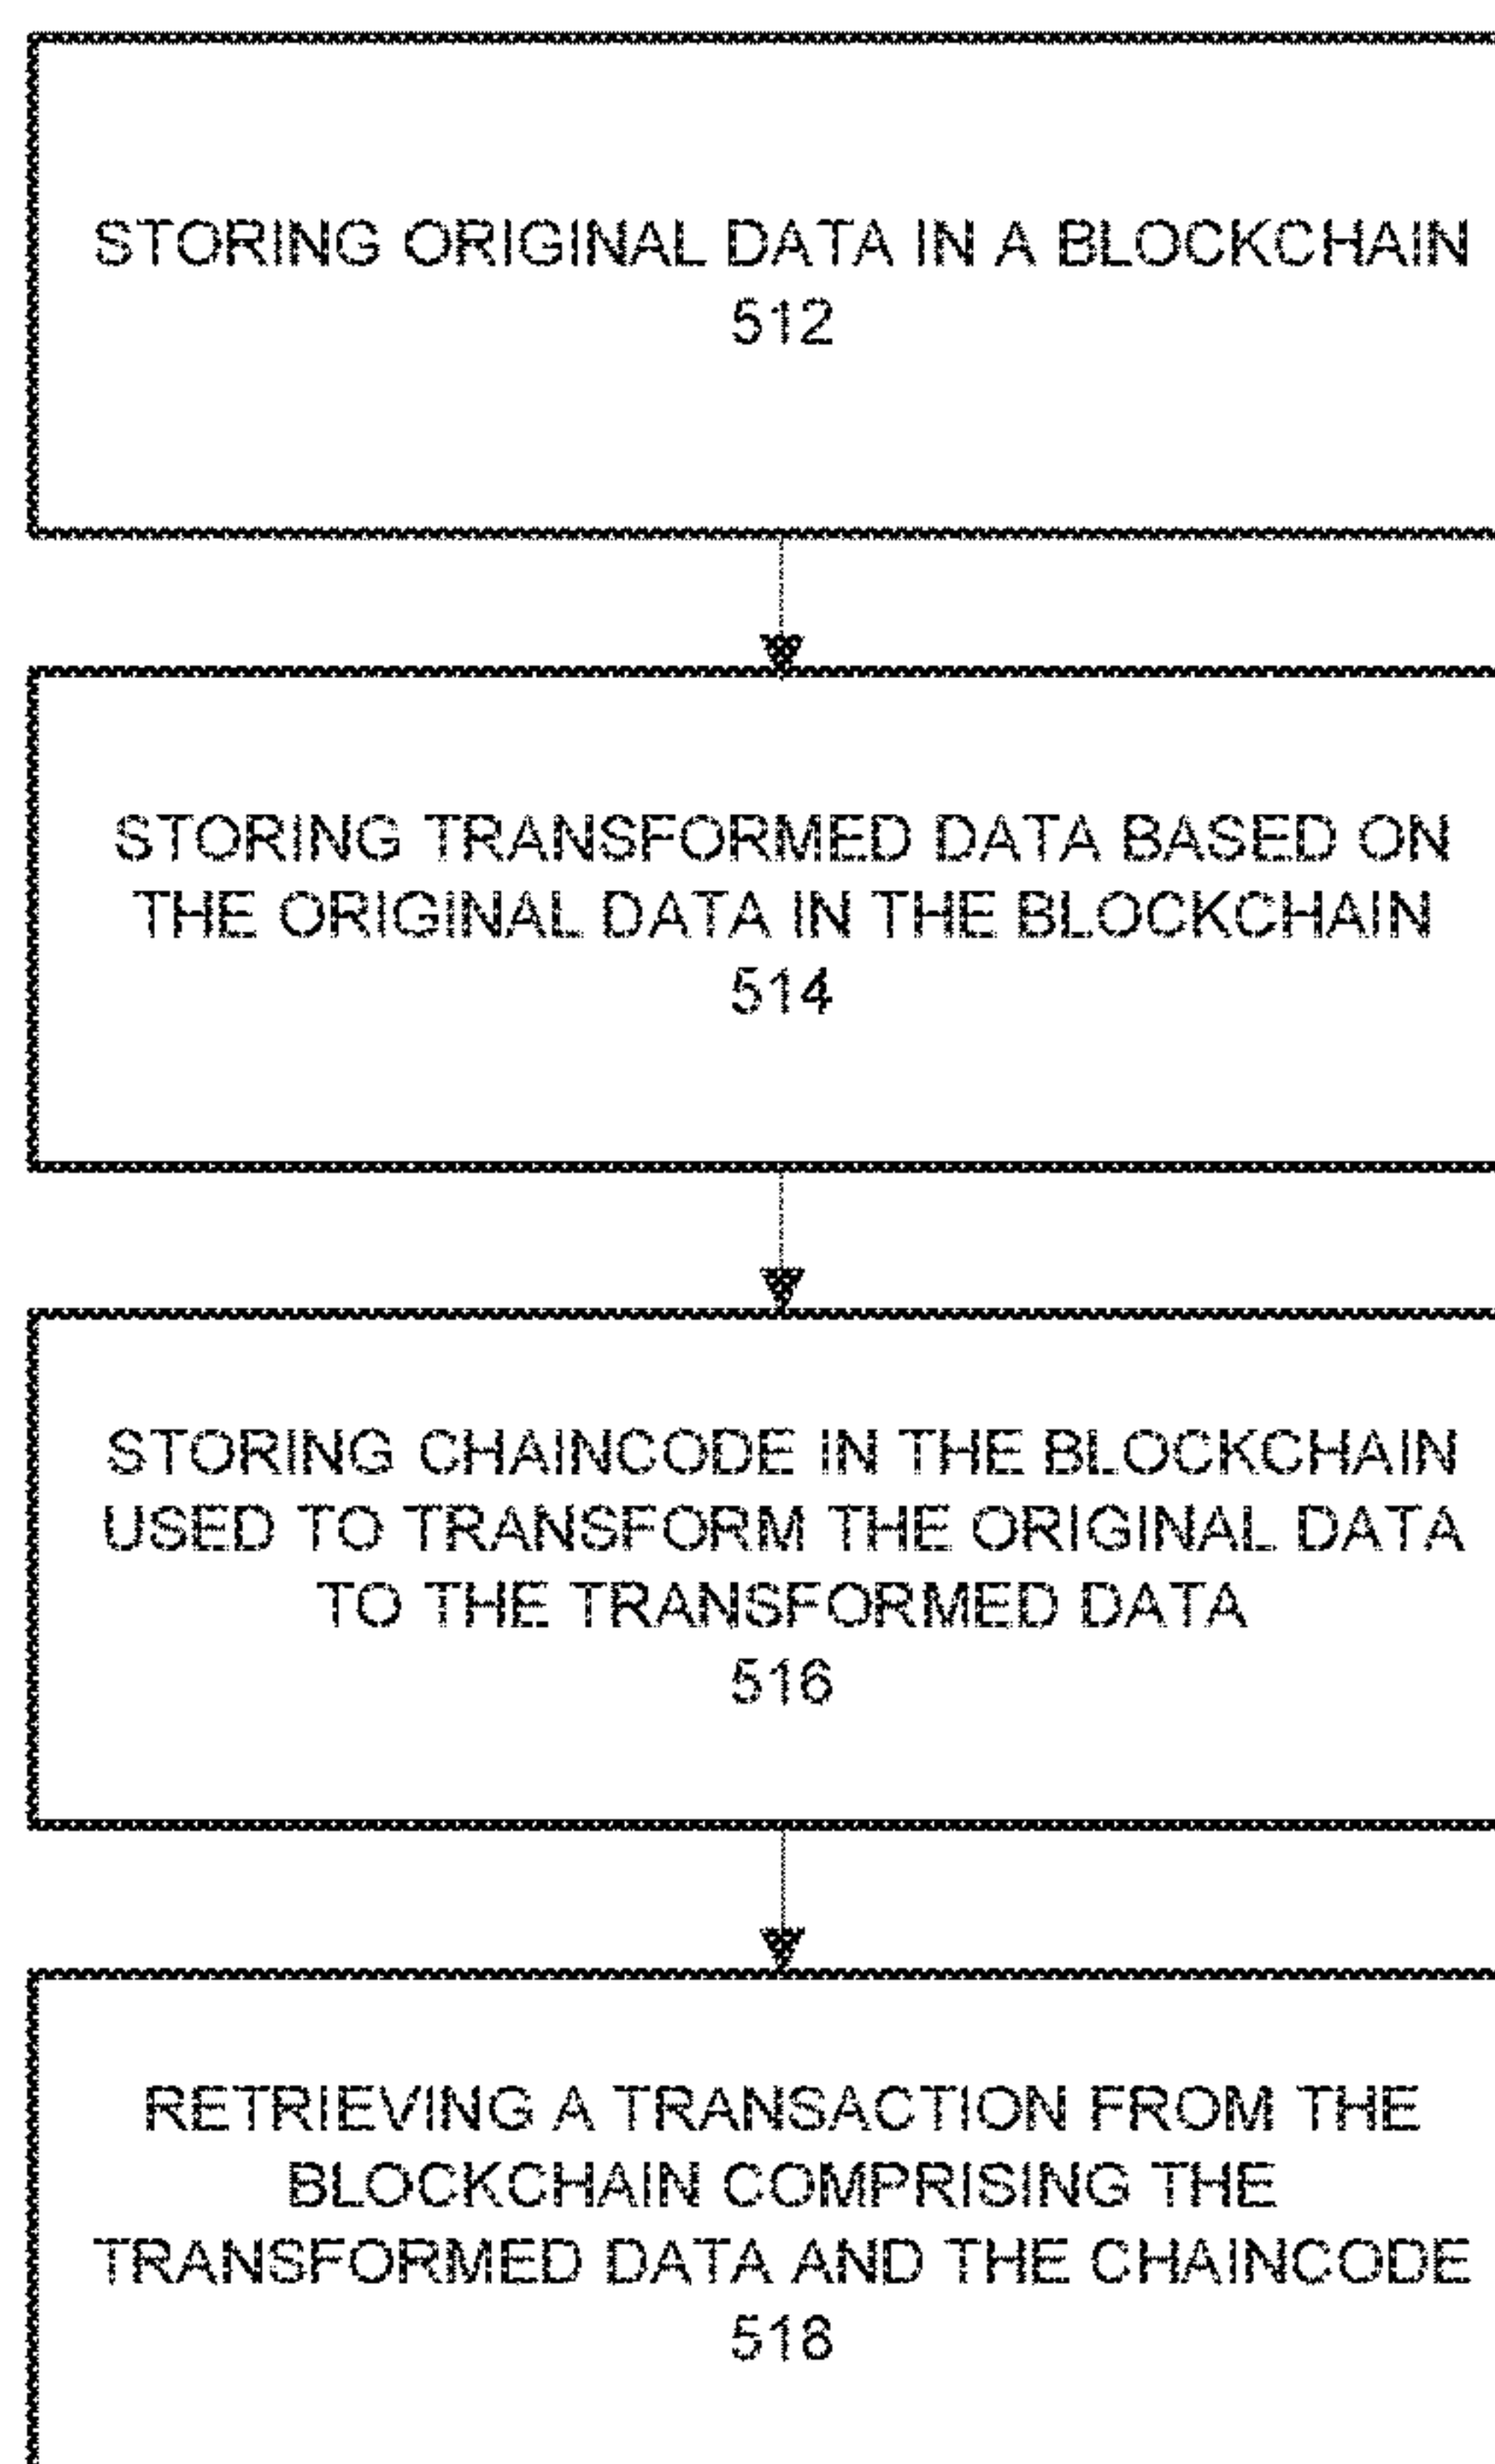 STORING ORIGINAL DATA IN A BLOCKCHAIN
512
STORING TRANSFORMED DATA BASED ON
THE ORIGINAL DATA IN THE BLOCKCHAIN
514
STORING CHAINCODE IN THE BLOCKCHAIN
USED TO TRANSFORM THE ORIGINAL DATA
TO THE TRANSFORMED DATA
516
RETRIEVING A TRANSACTION FROM THE
BLOCKCHAIN COMPRISING THE
TRANSFORMED DATA AND THE CHAINCODE
518